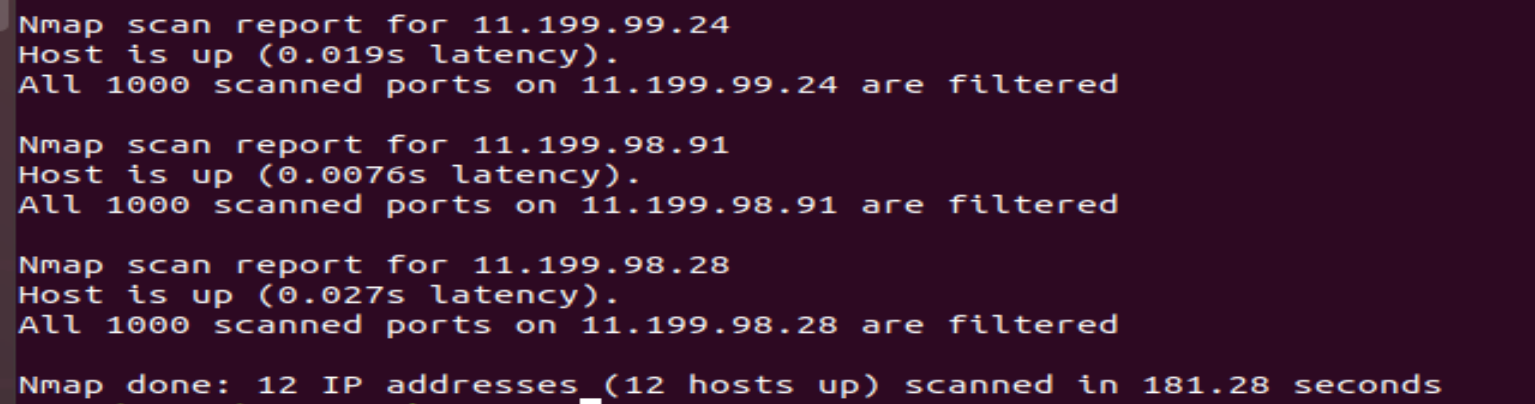 Nmap scan report for 11.199.99.24
Host is up (0.019s latency).
All 1000 scanned ports on 11.199.99.24 are filtered
Nmap scan report for 11.199.98.91
Host is up (0.0076s latency).
All 1000 scanned ports on 11.199.98.91 are filtered
Nmap scan report for 11.199.98.28
Host is up (0.027s latency).
All 1000 scanned ports on 11.199.98.28 are filtered
Nmap done: 12 IP addresses (12 hosts up) scanned in 181.28 seconds